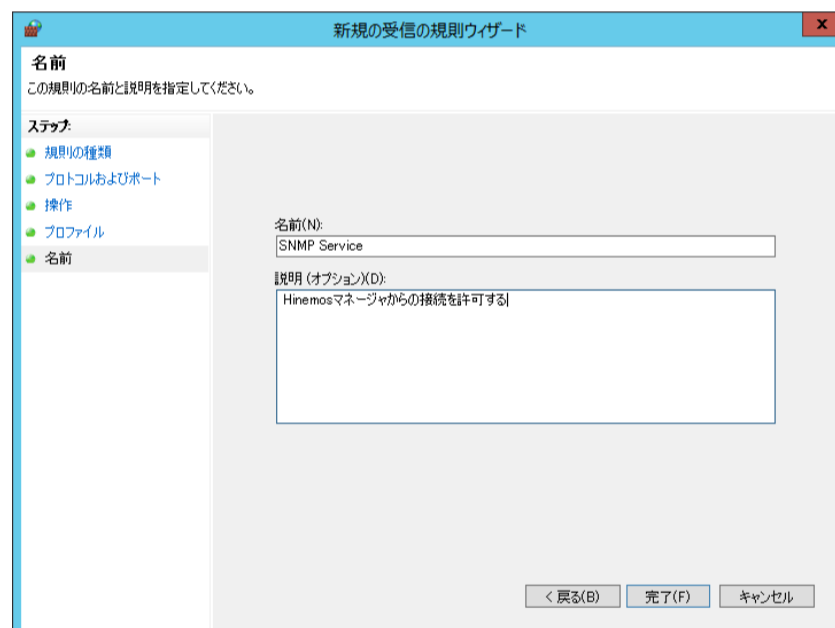 新規の受信の規則ウィザード
x
名前
この規則の名前と説明を指定してください。
ステップ:
規則の種類
プロトコルおよびポート
操作
プロファイル
名前
名前(N):
SNMP Service
説明 (オプション)(D):
Hinemosマネージャからの接続を許可する
< 戻る(B)
完了(F)
キャンセル